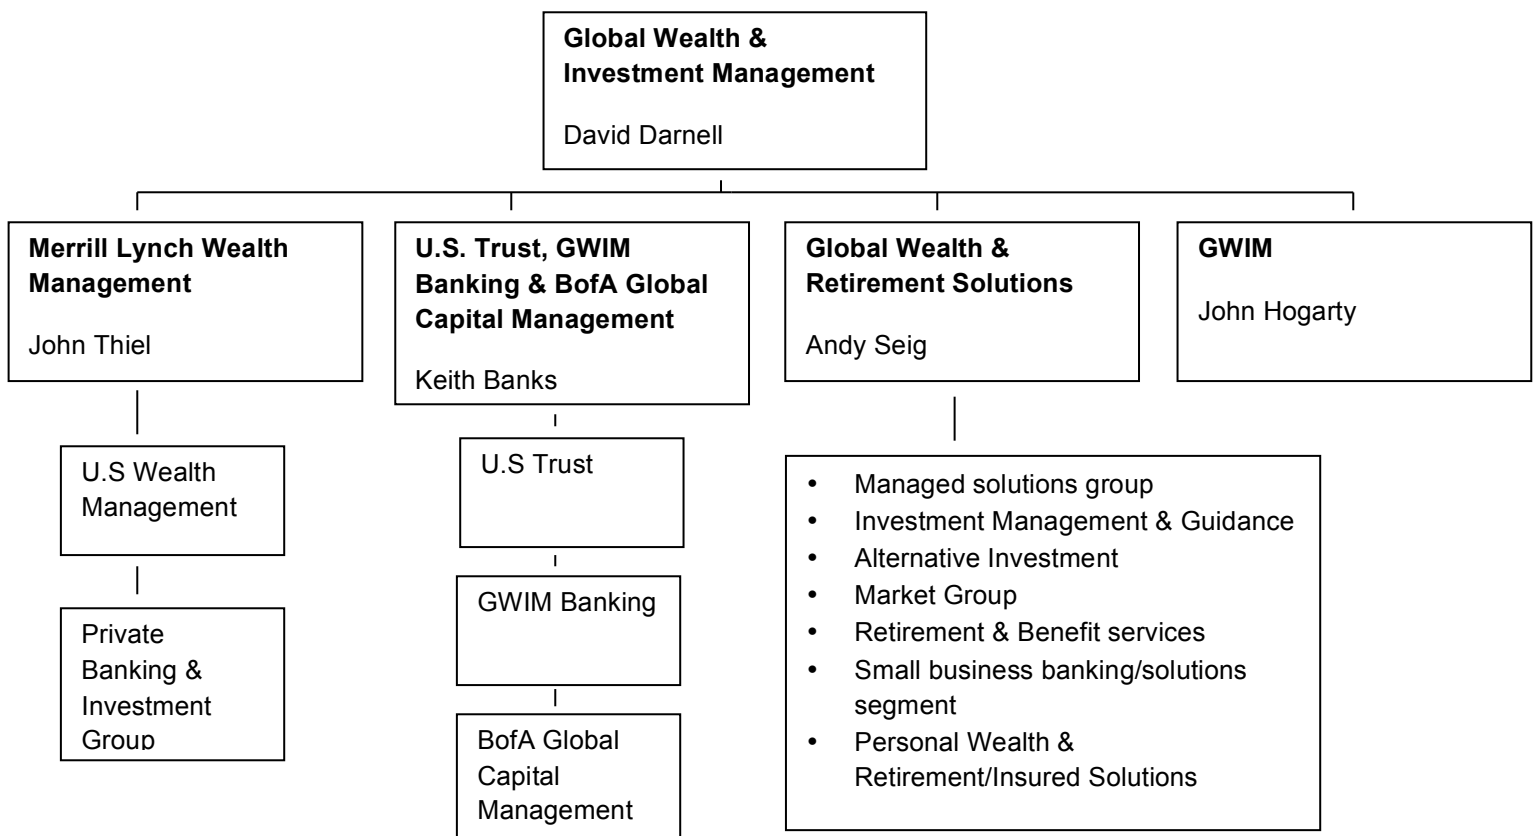 Global Wealth &
Investment Management
David Darnell
Merrill Lynch Wealth
Management
John Thiel
U.S. Trust, GWIM
Banking & BofA Global
Capital Management
Keith Banks
Global Wealth &
Retirement Solutions
Andy Seig
GWIM
John Hogarty
U.S Wealth
Management
Private
Banking &
Investment
Group
U.S Trust
GWIM Banking
BofA Global
Capital
Management
• Managed solutions group
• Investment Management & Guidance
• Alternative Investment
• Market Group
• Retirement & Benefit services
• Small business banking/solutions
segment
• Personal Wealth &
Retirement/Insured Solutions